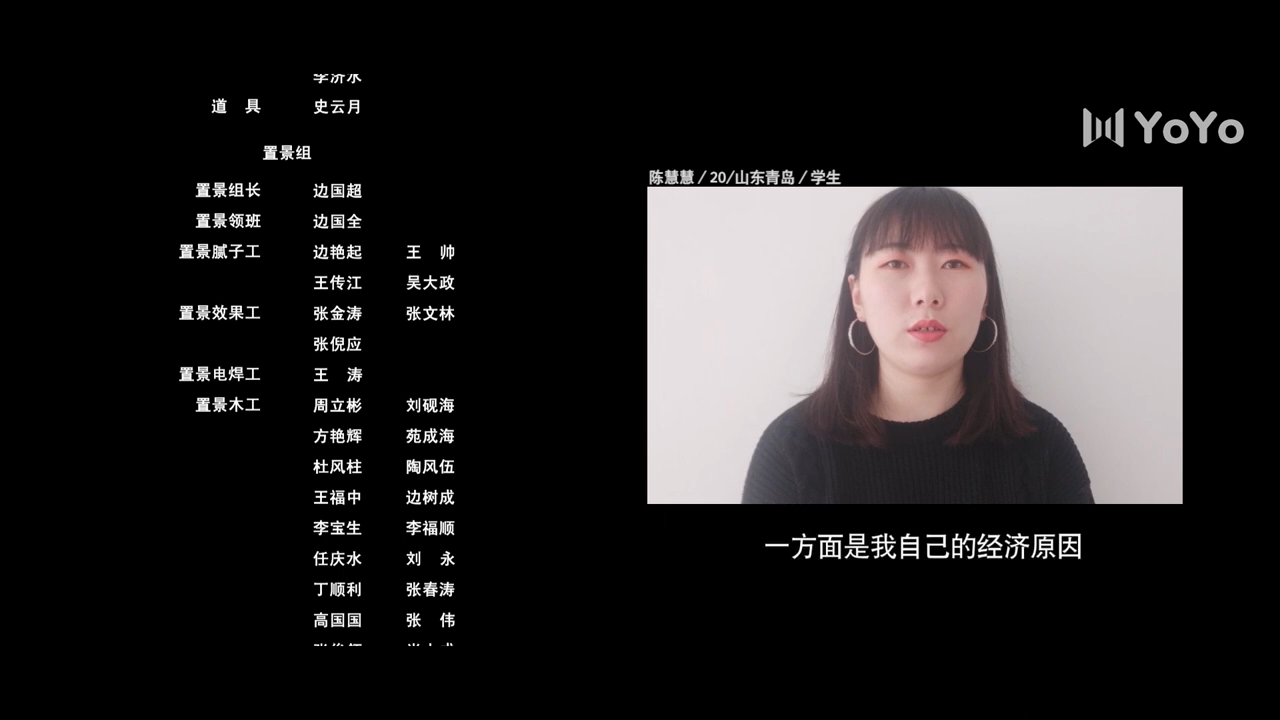 道 具 史云月
置景组
置景组长 边国超
置景领班 边国全
置景腻子工 边艳起 王 帅
王传江 吴大政
置景效果工 张金涛 张文林
张倪应
置景电焊工 王 涛
置景木工 周立彬 刘砚海
方艳辉 苑成海
杜风柱 陶风伍
王福中 边树成
李宝生 李福顺
任庆水 刘 永
丁顺利 张春涛
高国国 张 伟
YoYo
陈慧慧 / 20/山东青岛 / 学生
一方面是我自己的经济原因